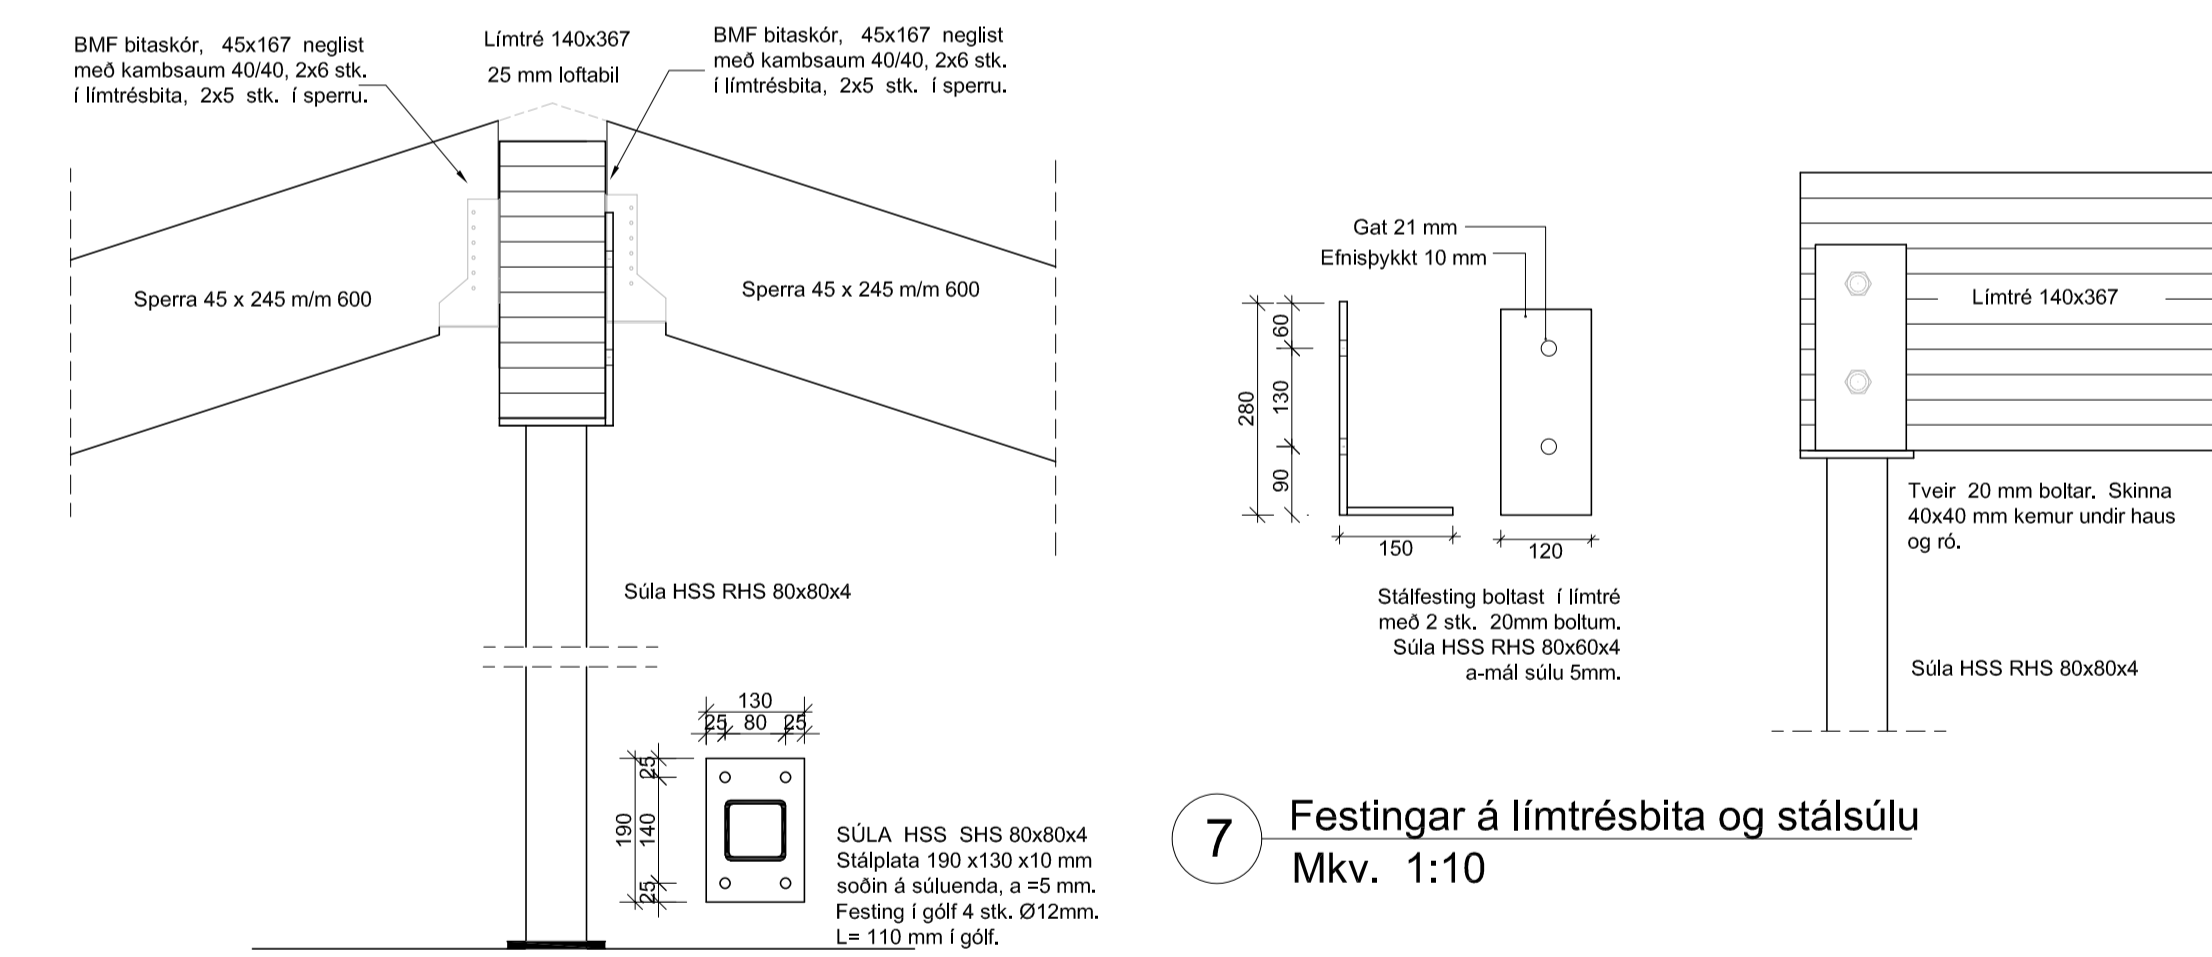 BMF bitaskór, 45x167 neglist
með kambsaum 40/40, 2x6 stk.
í límtrésbita, 2x5 stk. í sperru.
Límtré 140x367
25 mm loftabil
BMF bitaskór, 45x167 neglist
með kambsaum 40/40, 2x6 stk.
í límtrésbita, 2x5 stk. í sperru.
Sperra 45 x 245 m/m 600
Sperra 45 x 245 m/m 600
Súla HSS RHS 80x80x4
130
25 80 25
190
25
140
25
SÚLA HSS SHS 80x80x4
Stálplata 190 x130 x10 mm
soðin á súluenda, a =5 mm.
Festing í gólf 4 stk. Ø12mm.
L= 110 mm í gólf.
Gat 21 mm
Efnisþykkt 10 mm
280
60
130
90
150
120
Stálfesting boltast í límtré
með 2 stk. 20mm boltum.
Súla HSS RHS 80x60x4
a-mál súlu 5mm.
Límtré 140x367
Tveir 20 mm boltar. Skinna
40x40 mm kemur undir haus
og ró.
Súla HSS RHS 80x80x4
7
Festingar á límtrésbita og stálsúlu
Mkv. 1:10